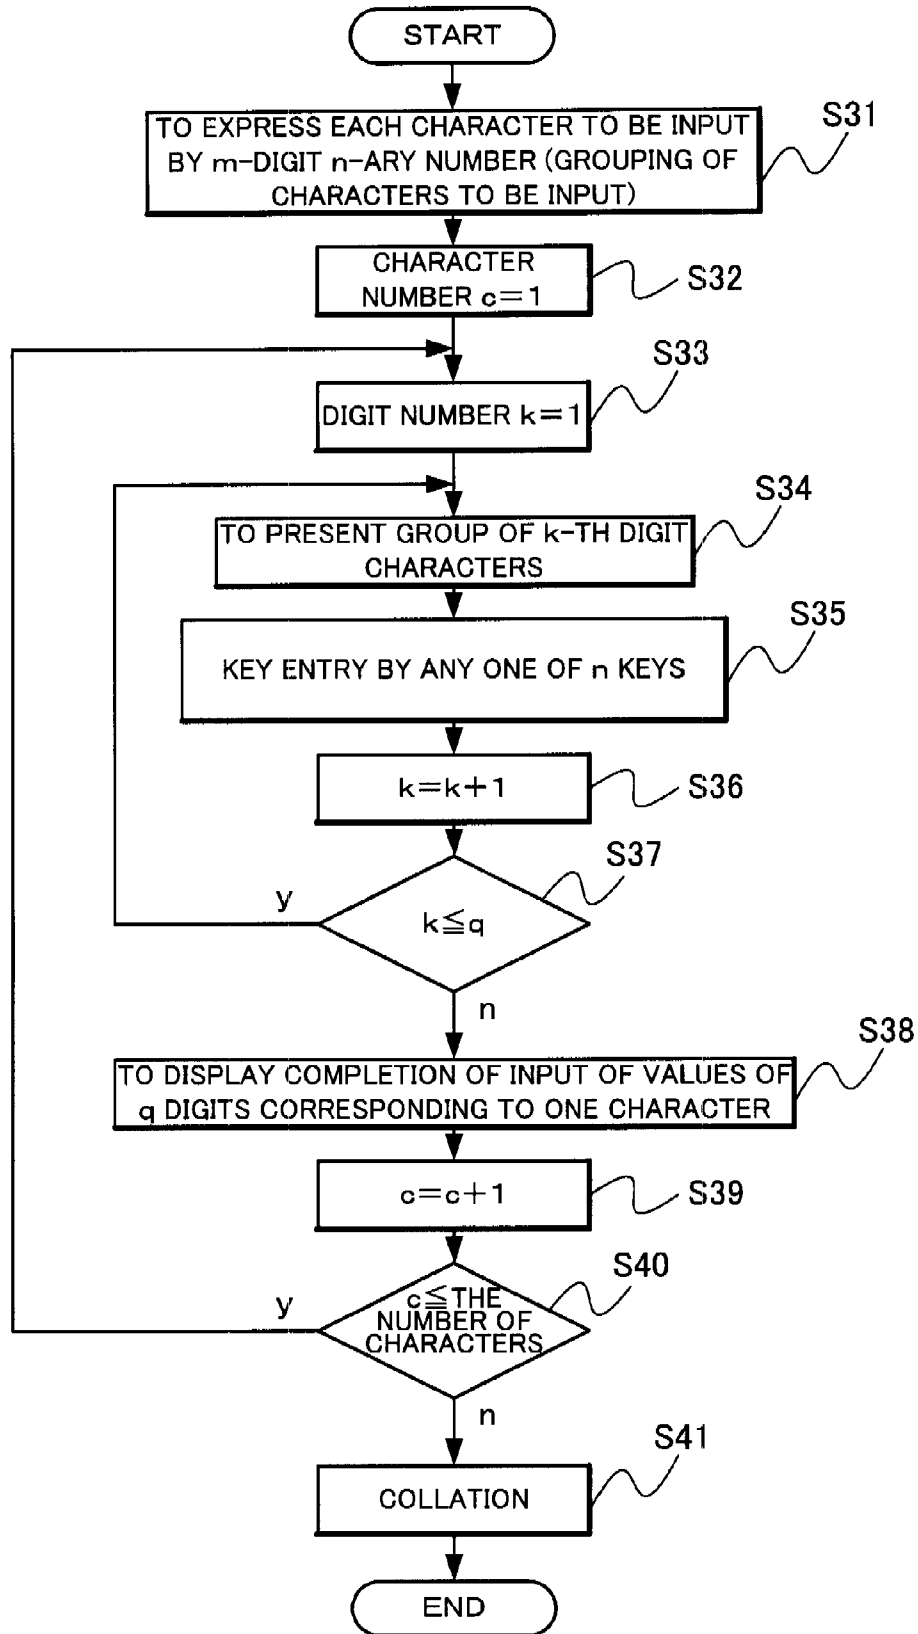 START
TO EXPRESS EACH CHARACTER TO BE INPUT
BY m-DIGIT n-ARY NUMBER (GROUPING OF
CHARACTERS TO BE INPUT)
S31
CHARACTER
NUMBER c=1
S32
S33
DIGIT NUMBER k=1
S34
TO PRESENT GROUP OF k-TH DIGIT
CHARACTERS
S35
KEY ENTRY BY ANY ONE OF n KEYS
k=k+1
S36
S37
y
k≦q
n
S38
TO DISPLAY COMPLETION OF INPUT OF VALUES OF
q DIGITS CORRESPONDING TO ONE CHARACTER
c=c+1
S39
S40
y
c≦THE
NUMBER OF
CHARACTERS
n
S41
COLLATION
END